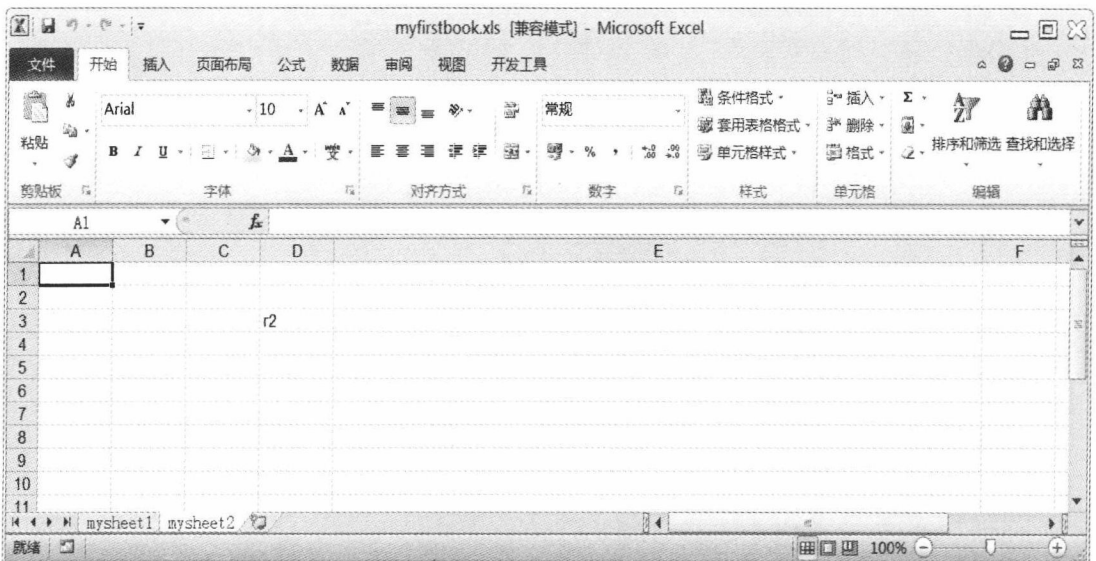 myfirstbook.xls [兼容模式] - Microsoft Excel
文件 开始 插入 页面布局 公式 数据 审阅 视图 开发工具
粘贴
剪贴板
Arial 10
B I U A 变
字体
对齐方式
常规
% ,
数字
条件格式
套用表格格式
单元格样式
样式
插入
删除
格式
单元格
Σ
排序和筛选 查找和选择
编辑
A1 fx
A B C D E F
1
2
3 r2
4
5
6
7
8
9
10
11
mysheet1 mysheet2
就绪 100%